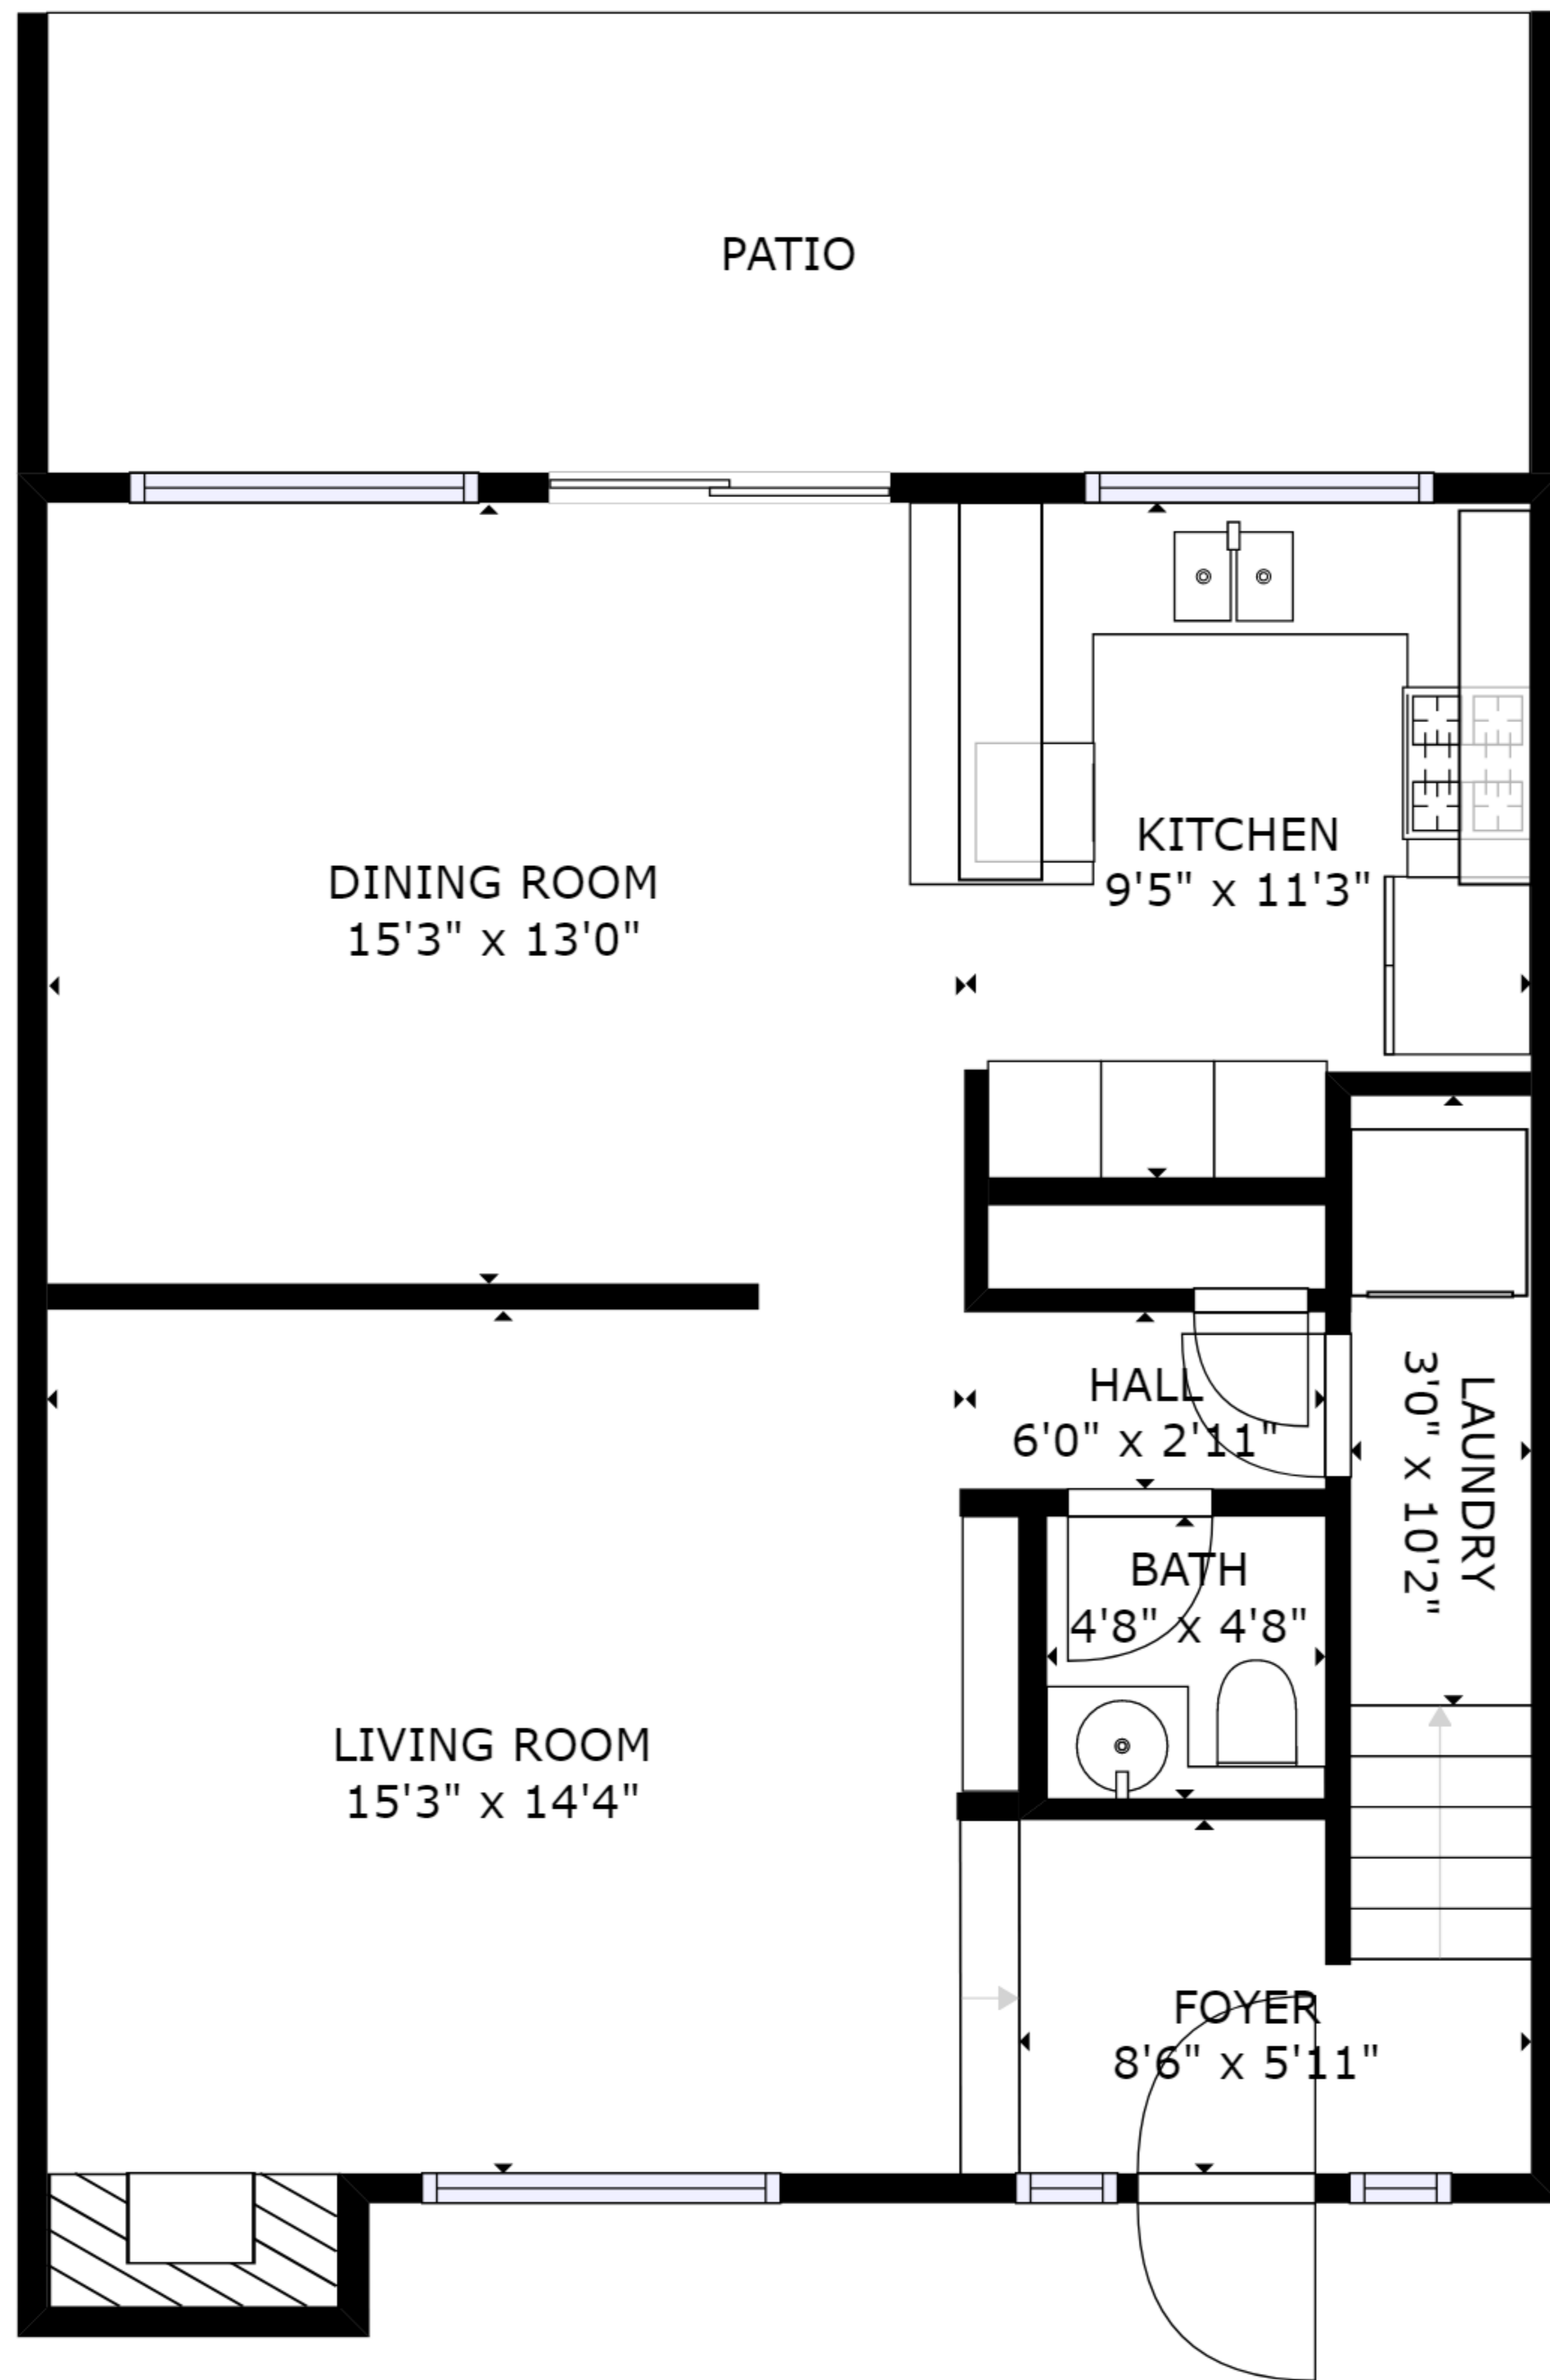 PATIO
DINING ROOM
15'3" x 13'0"
KITCHEN
9'5" x 11'3"
HALL
6'0" x 2'11"
LAUNDRY
3'0" x 10'2"
BATH
4'8" x 4'8"
LIVING ROOM
15'3" x 14'4"
FOYER
8'6" x 5'11"